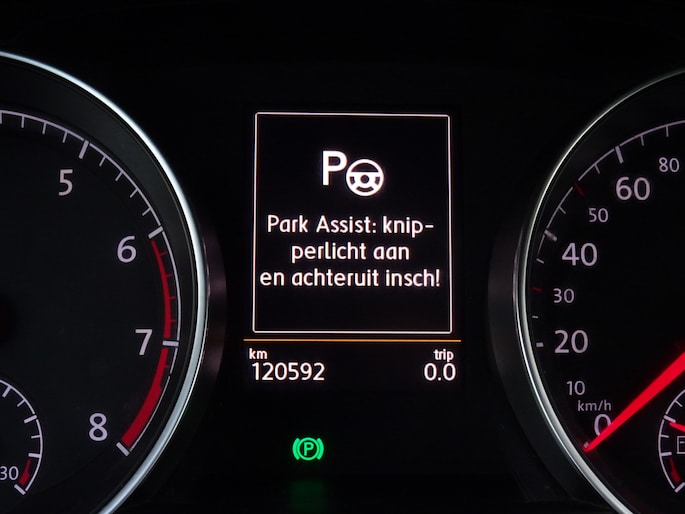 5
6
7
8
30
P
Park Assist: knip-
perlicht aan
en achteruit insch!
km
trip
120592
0.0
(P)
80
60
50
40
30
20
10
km/h
0